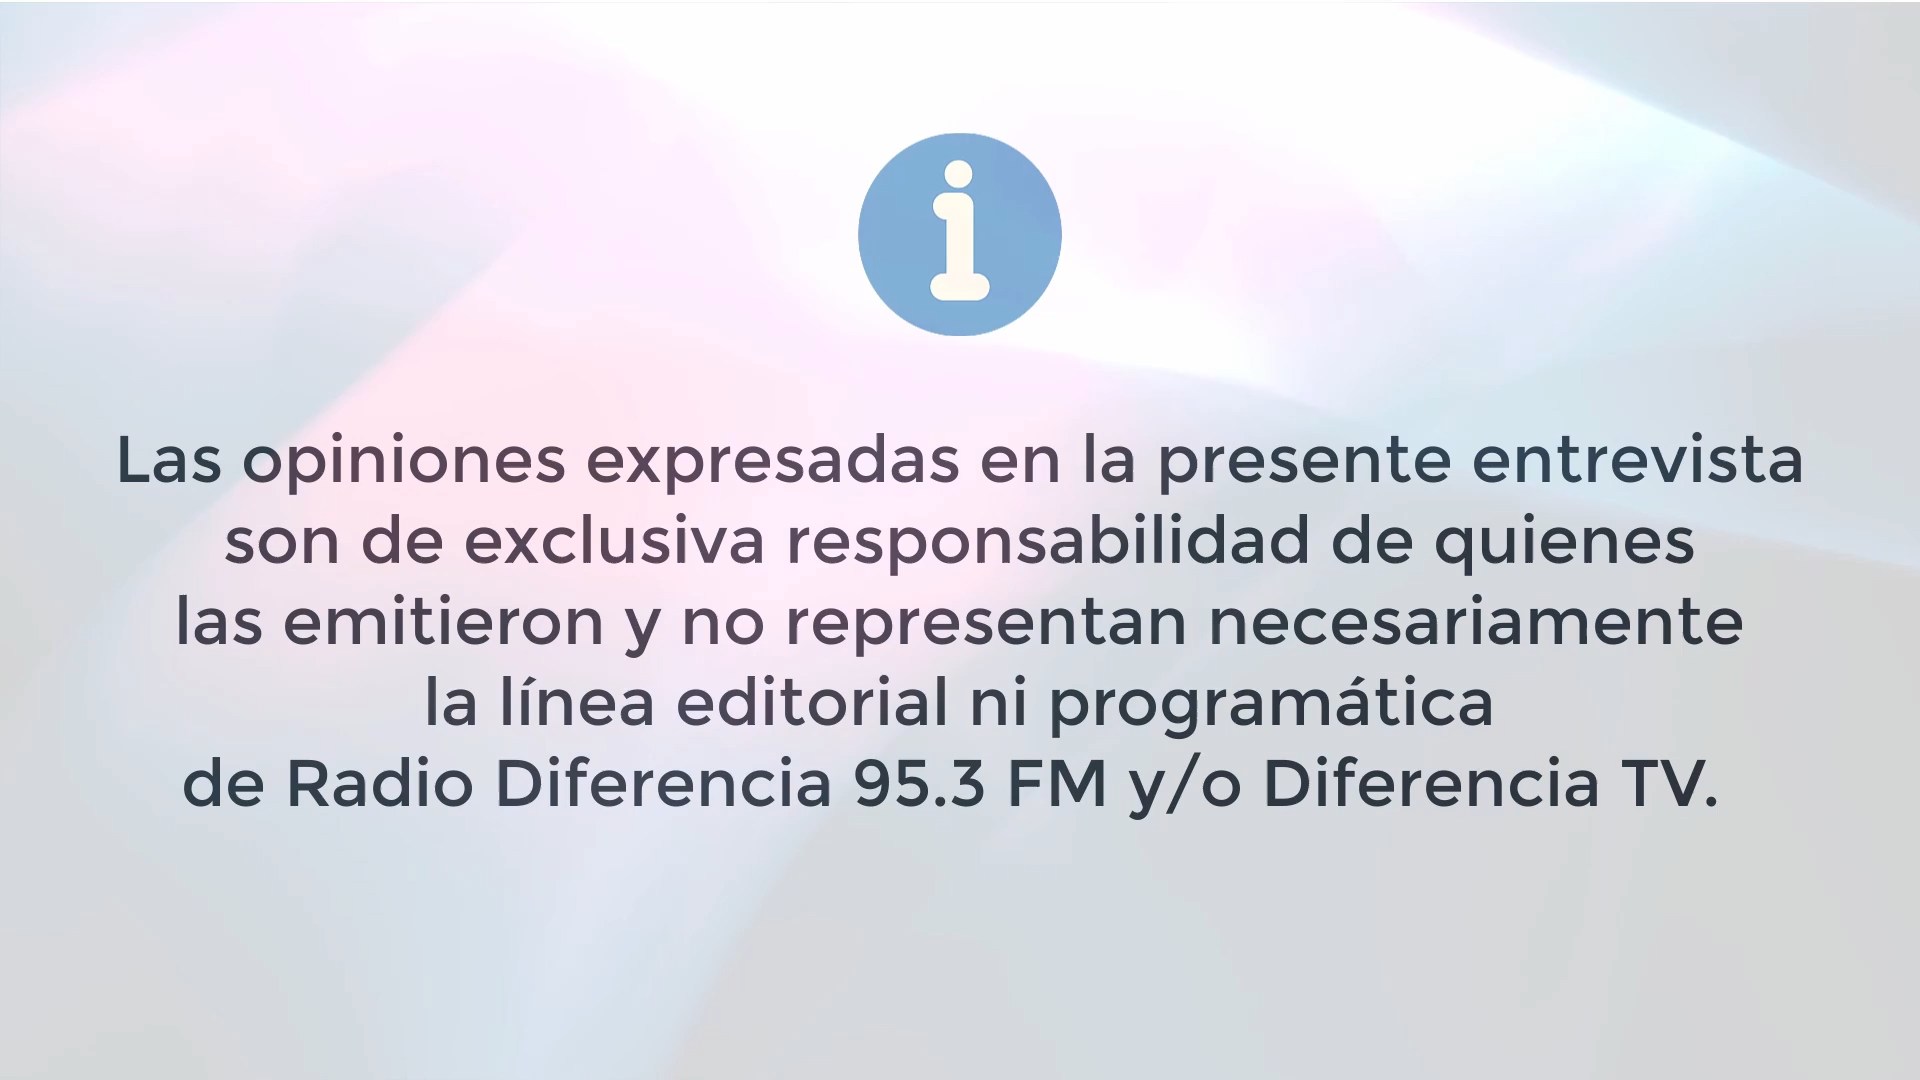 Las opiniones expresadas en la presente entrevista
son de exclusiva responsabilidad de quienes
las emitieron y no representan necesariamente
la línea editorial ni programática
de Radio Diferencia 95.3 FM y/o Diferencia TV.